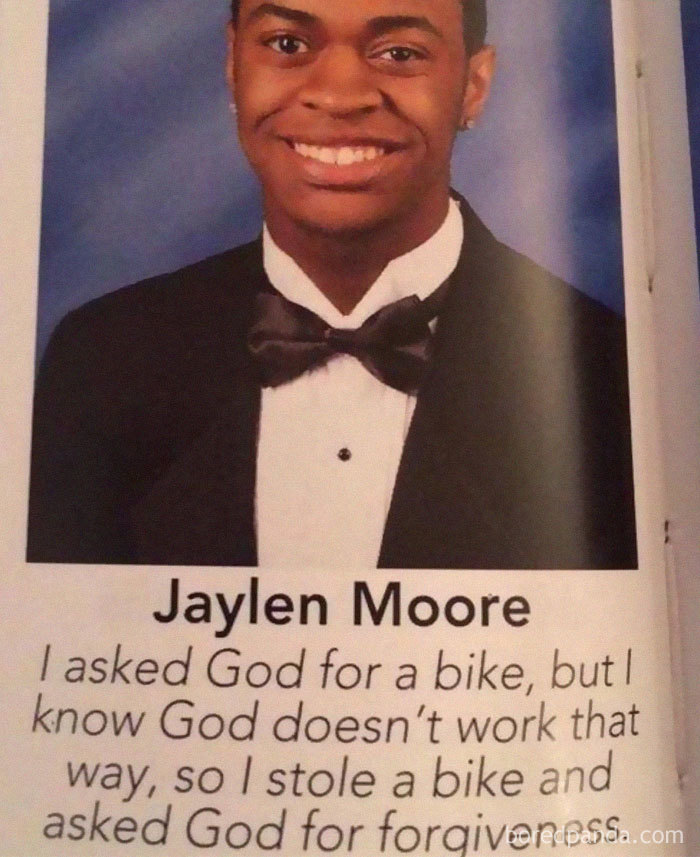 Jaylen Moore
I asked God for a bike, but I
know God doesn't work that
way, so I stole a bike and
asked God for forgiveness.
boredpanda.com